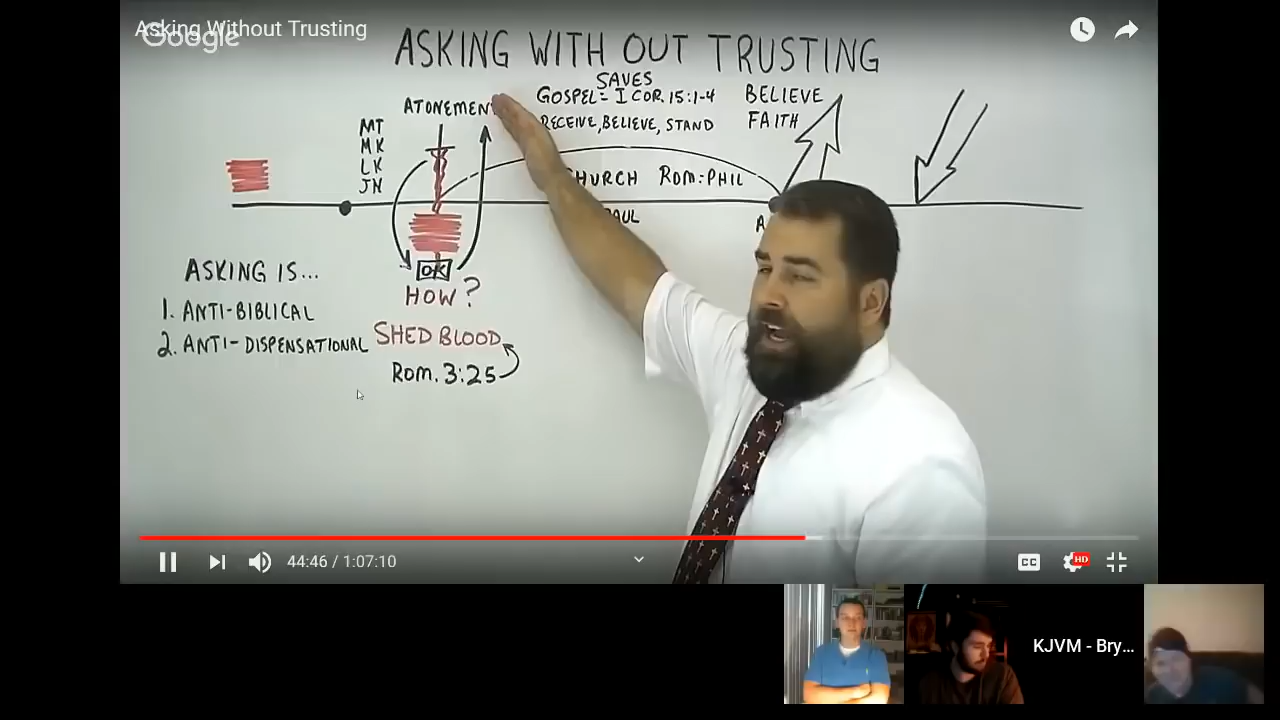 Asking Without Trusting
Google
ASKING WITH OUT TRUSTING
SAVES
GOSPEL = I COR. 15:1-4
RECEIVE, BELIEVE, STAND
BELIEVE
FAITH
ATONEMENT
MT
MK
LK
JN
CHURCH ROM:PHIL
PAUL
A
OK
HOW?
SHED BLOOD
ROM. 3:25
ASKING IS...
1. ANTI-BIBLICAL
2. ANTI-DISPENSATIONAL
44:46 / 1:07:10
CC
HD
KJVM - Bry...